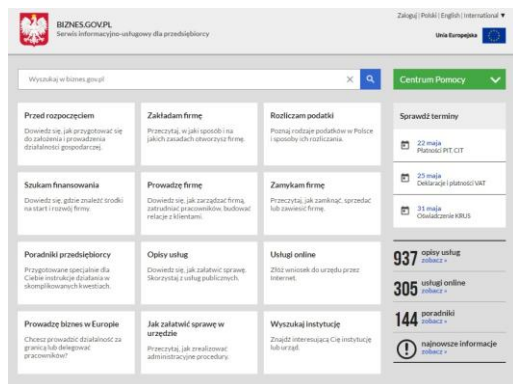 Zaloguj | Polski | English | International ▼
BIZNES.GOV.PL
Serwis informacyjno-usługowy dla przedsiębiorcy
Unia Europejska
Wyszukaj w biznes.gov.pl
Centrum Pomocy
Przed rozpoczęciem
Dowiedz się, jak przygotować się
do założenia i prowadzenia
działalności gospodarczej.
Zakładam firmę
Przeczytaj, w jaki sposób i na
jakich zasadach otworzysz firmę.
Rozliczam podatki
Poznaj rodzaje podatków w Polsce
i sposoby ich rozliczania.
Szukam finansowania
Dowiedz się, gdzie znaleźć środki
na start i rozwój firmy.
Prowadzę firmę
Dowiedz się, jak zarządzać firmą,
zatrudniać pracowników, budować
relacje z klientami.
Zamykam firmę
Przeczytaj, jak zamknąć, sprzedać
lub zawiesić firmę.
Poradniki przedsiębiorcy
Przygotowane specjalnie dla
Ciebie instrukcje działania w
skomplikowanych kwestiach.
Opisy usług
Dowiedz się, jak załatwić sprawę.
Skorzystaj z usług publicznych.
Usługi online
Złóż wniosek do urzędu przez
Internet.
Prowadzę biznes w Europie
Chcesz prowadzić działalność za
granicą lub delegować
pracowników?
Jak załatwić sprawę w
urzędzie
Przeczytaj, jak zrealizować
administracyjne procedury.
Wyszukaj instytucję
Znajdź interesującą Cię instytucję
lub urząd.
Sprawdź terminy
22 maja
Płatności PIT, CIT
25 maja
Deklaracje i płatności VAT
31 maja
Oświadczenie KRUS
937 opisy usług
zobacz »
305 usługi online
zobacz »
144 poradniki
zobacz »
najnowsze informacje
zobacz »